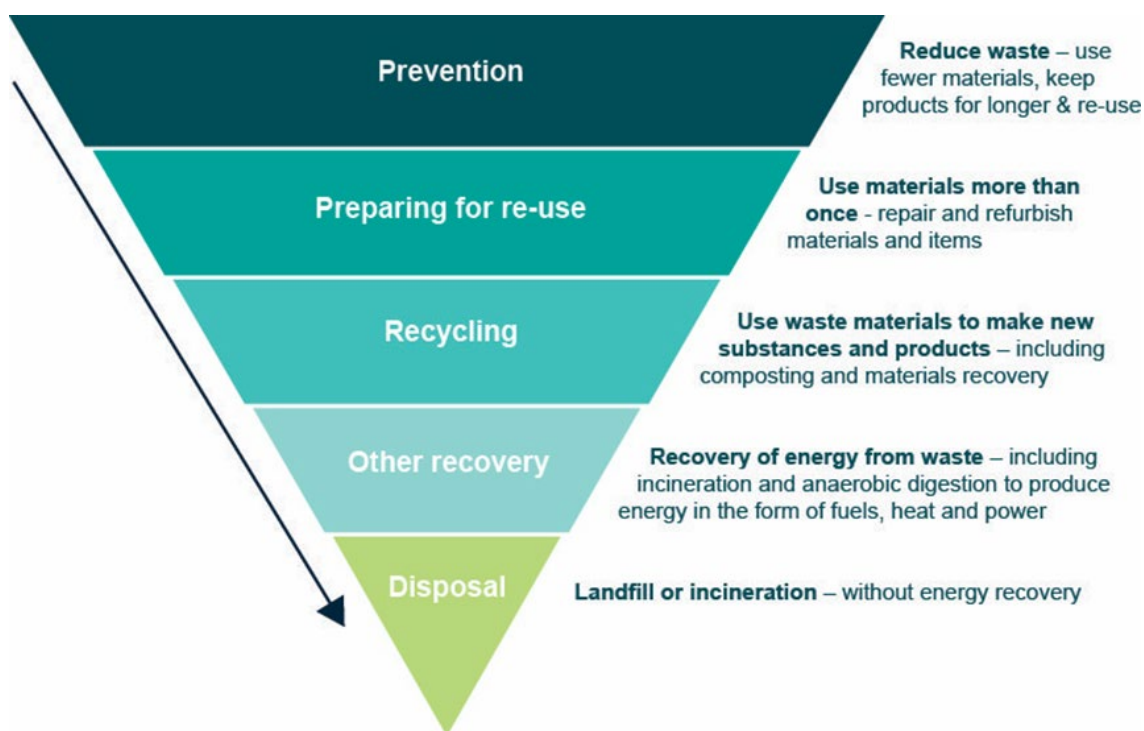 Prevention
Reduce waste – use
fewer materials, keep
products for longer & re-use
Preparing for re-use
Use materials more than
once - repair and refurbish
materials and items
Recycling
Use waste materials to make new
substances and products – including
composting and materials recovery
Other recovery
Recovery of energy from waste – including
incineration and anaerobic digestion to produce
energy in the form of fuels, heat and power
Disposal
Landfill or incineration – without energy recovery